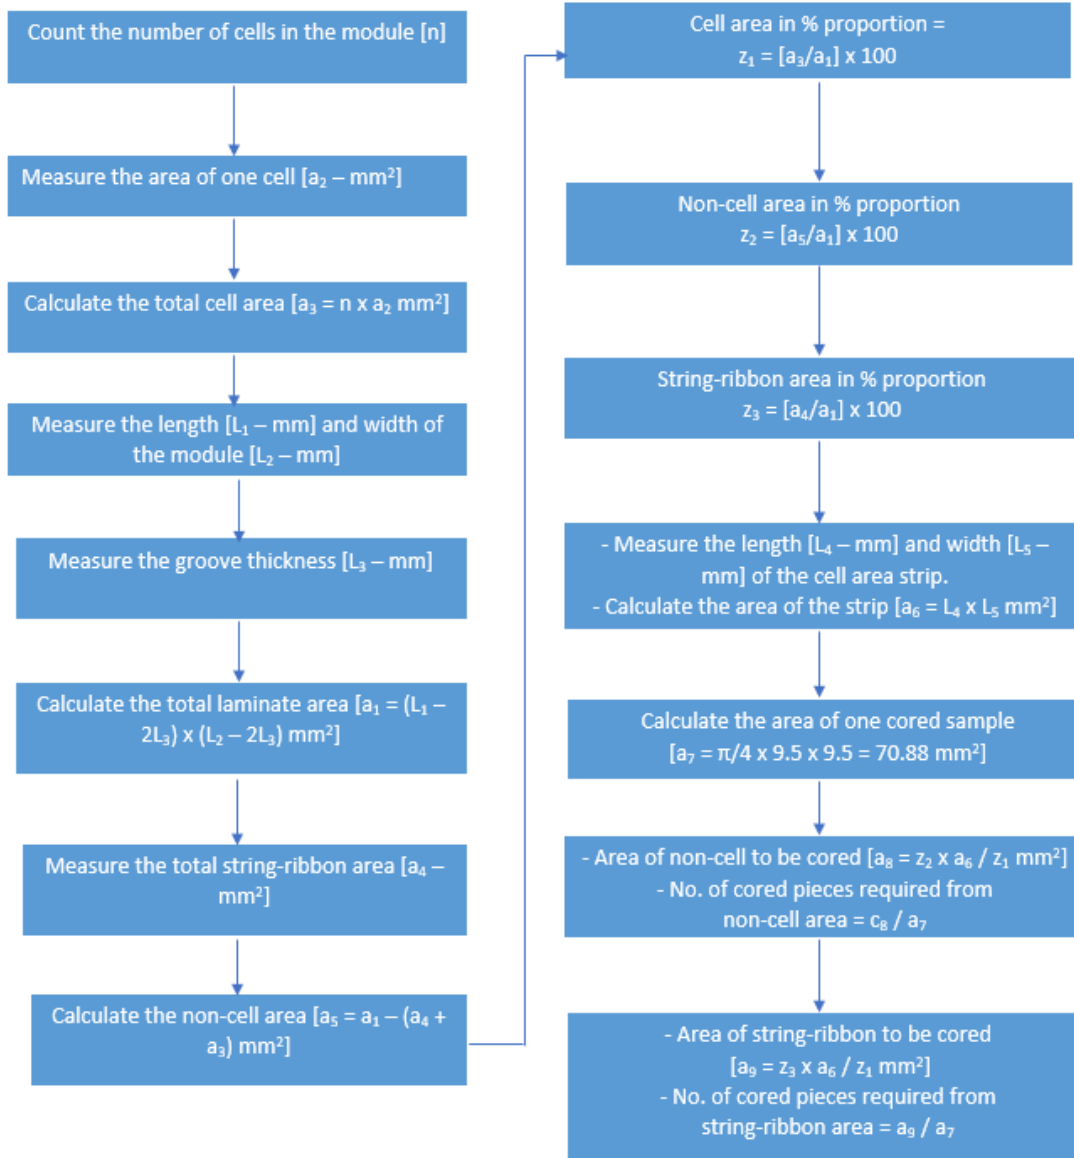 Count the number of cells in the module [n]
Measure the area of one cell [a₂ – mm²]
Calculate the total cell area [a₃ = n x a₂ mm²]
Measure the length [L₁ – mm] and width of
the module [L₂ – mm]
Measure the groove thickness [L₃ – mm]
Calculate the total laminate area [a₁ = (L₁ –
2L₃) x (L₂ – 2L₃) mm²]
Measure the total string-ribbon area [a₄ –
mm²]
Calculate the non-cell area [a₅ = a₁ – (a₄ +
a₃) mm²]
Cell area in % proportion =
z₁ = [a₃/a₁] x 100
Non-cell area in % proportion
z₂ = [a₅/a₁] x 100
String-ribbon area in % proportion
z₃ = [a₄/a₁] x 100
- Measure the length [L₄ – mm] and width [L₅ –
mm] of the cell area strip.
- Calculate the area of the strip [a₆ = L₄ x L₅ mm²]
Calculate the area of one cored sample
[a₇ = π/4 x 9.5 x 9.5 = 70.88 mm²]
- Area of non-cell to be cored [a₈ = z₂ x a₆ / z₁ mm²]
- No. of cored pieces required from
non-cell area = c₈ / a₇
- Area of string-ribbon to be cored
[a₉ = z₃ x a₆ / z₁ mm²]
- No. of cored pieces required from
string-ribbon area = a₉ / a₇